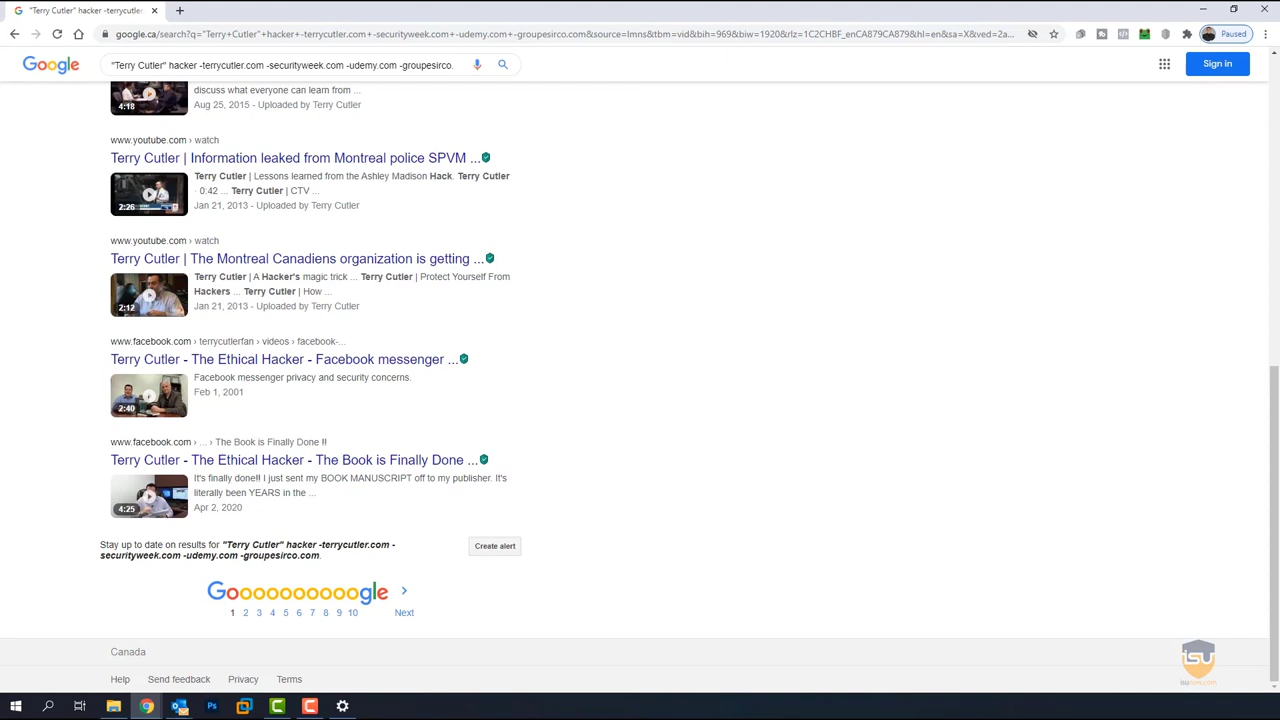 "Terry Cutler" hacker -terrycutler
google.ca/search?q="Terry+Cutler"+hacker+-terrycutler.com+-securityweek.com+-udemy.com+-groupesirco.com&source=lnms&tbm=vid&bih=969&biw=1920&rlz=1C2CHBF_enCA879CA879&hl=en&sa=X&ved=2a...
Paused
Google
"Terry Cutler" hacker -terrycutler.com -securityweek.com -udemy.com -groupesirco.
Sign in
discuss what everyone can learn from ...
4:18
Aug 25, 2015 - Uploaded by Terry Cutler
www.youtube.com › watch
Terry Cutler | Information leaked from Montreal police SPVM ...
Terry Cutler | Lessons learned from the Ashley Madison Hack. Terry Cutler
· 0:42 ... Terry Cutler | CTV ...
2:26
Jan 21, 2013 - Uploaded by Terry Cutler
www.youtube.com › watch
Terry Cutler | The Montreal Canadiens organization is getting ...
Terry Cutler | A Hacker's magic trick ... Terry Cutler | Protect Yourself From
Hackers ... Terry Cutler | How ...
2:12
Jan 21, 2013 - Uploaded by Terry Cutler
www.facebook.com › terrycutlerfan › videos › facebook-...
Terry Cutler - The Ethical Hacker - Facebook messenger ...
Facebook messenger privacy and security concerns.
Feb 1, 2001
2:40
www.facebook.com › ... › The Book is Finally Done !!
Terry Cutler - The Ethical Hacker - The Book is Finally Done ...
It's finally done!! I just sent my BOOK MANUSCRIPT off to my publisher. It's
literally been YEARS in the ...
4:25
Apr 2, 2020
Stay up to date on results for "Terry Cutler" hacker -terrycutler.com -
securityweek.com -udemy.com -groupesirco.com.
Create alert
Goooooooooogle
1 2 3 4 5 6 7 8 9 10 Next
Canada
Help Send feedback Privacy Terms
isu
Ps